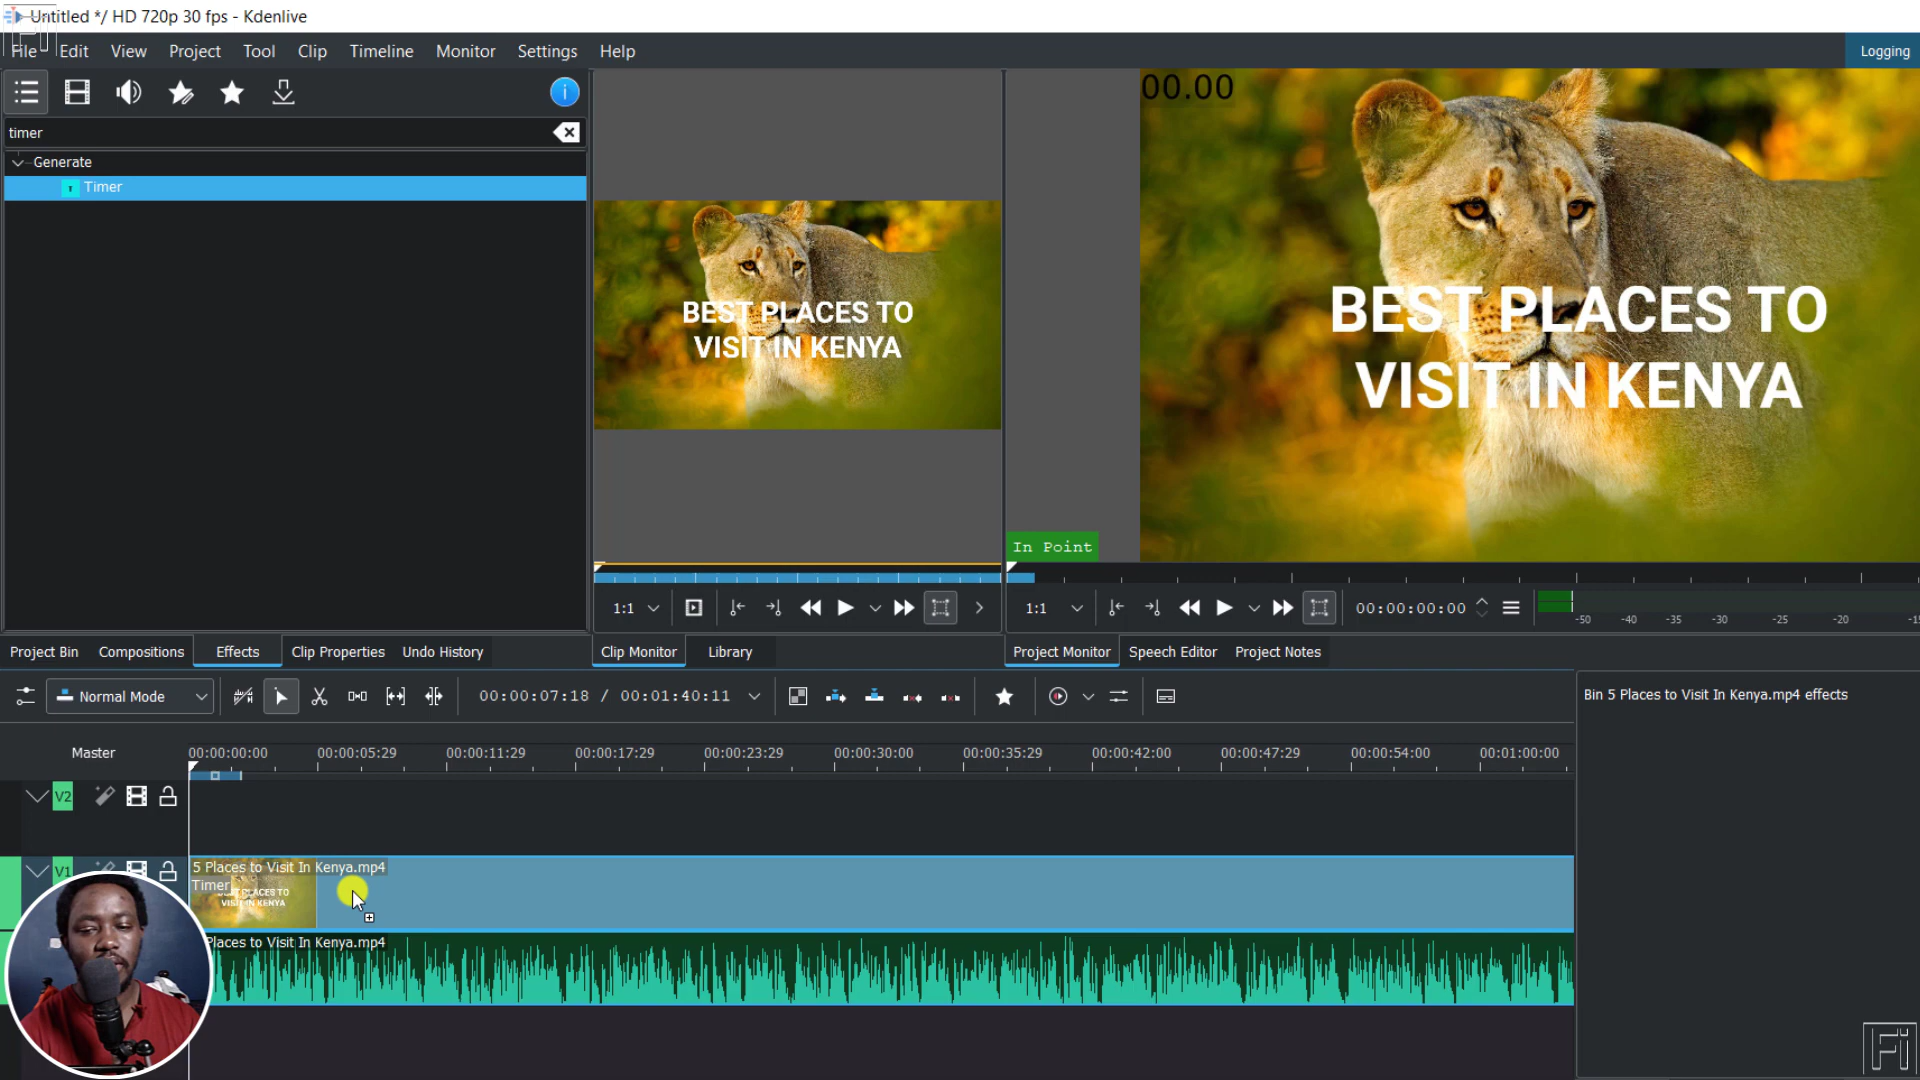 Untitled */ HD 720p 30 fps - Kdenlive
File Edit View Project Tool Clip Timeline Monitor Settings Help
Logging
timer
Generate
Timer
BEST PLACES TO
VISIT IN KENYA
00.00
BEST PLACES TO
VISIT IN KENYA
In Point
1:1
1:1
00:00:00:00
-50 -40 -35 -30 -25 -20
Project Bin Compositions Effects Clip Properties Undo History
Clip Monitor Library
Project Monitor Speech Editor Project Notes
Normal Mode
00:00:07:18 / 00:01:40:11
Bin 5 Places to Visit In Kenya.mp4 effects
Master
00:00:00:00 00:00:05:29 00:00:11:29 00:00:17:29 00:00:23:29 00:00:30:00 00:00:35:29 00:00:42:00 00:00:47:29 00:00:54:00 00:01:00:00
V2
V1
5 Places to Visit In Kenya.mp4
Timer
VISIT IN KENYA
Places to Visit In Kenya.mp4
Fi